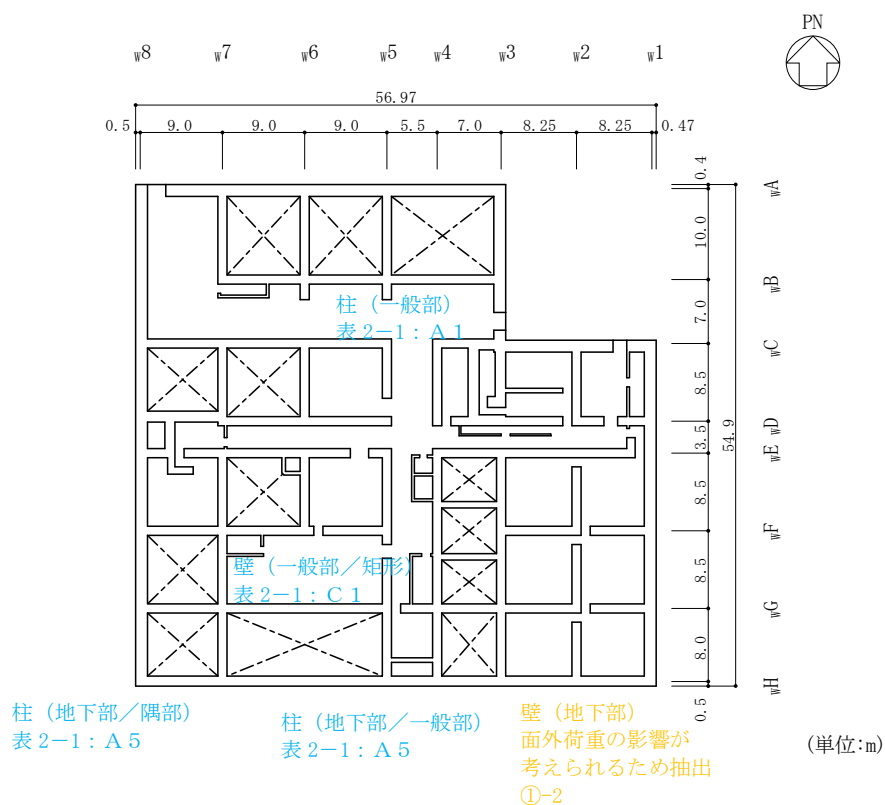 PN
W8 W7 W6 W5 W4 W3 W2 W1
56.97
0.5 9.0 9.0 9.0 5.5 7.0 8.25 8.25 0.47
0.4 WA
10.0
WB
7.0
WC
8.5
WD
3.5 54.9
WE
8.5
WF
8.5
WG
8.0
WH
0.5
柱（一般部）
表2-1：A1
壁（一般部／矩形）
表2-1：C1
柱（地下部／隅部）
表2-1：A5
柱（地下部／一般部）
表2-1：A5
壁（地下部）
面外荷重の影響が
考えられるため抽出
①-2
(単位:m)